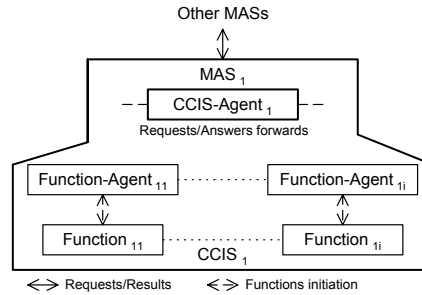 Other MASs
MAS 1
CCIS-Agent 1
Requests/Answers forwards
Function-Agent 11
Function-Agent 1i
Function 11
Function 1i
CCIS 1
Requests/Results
Functions initiation